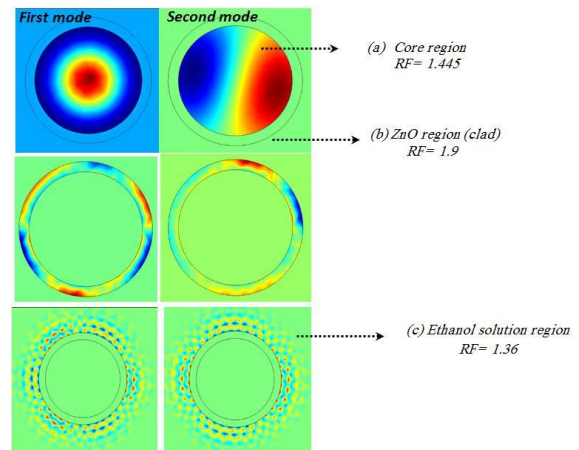 First mode
Second mode
(a) Core region
RF= 1.445
(b) ZnO region (clad)
RF= 1.9
(c) Ethanol solution region
RF= 1.36